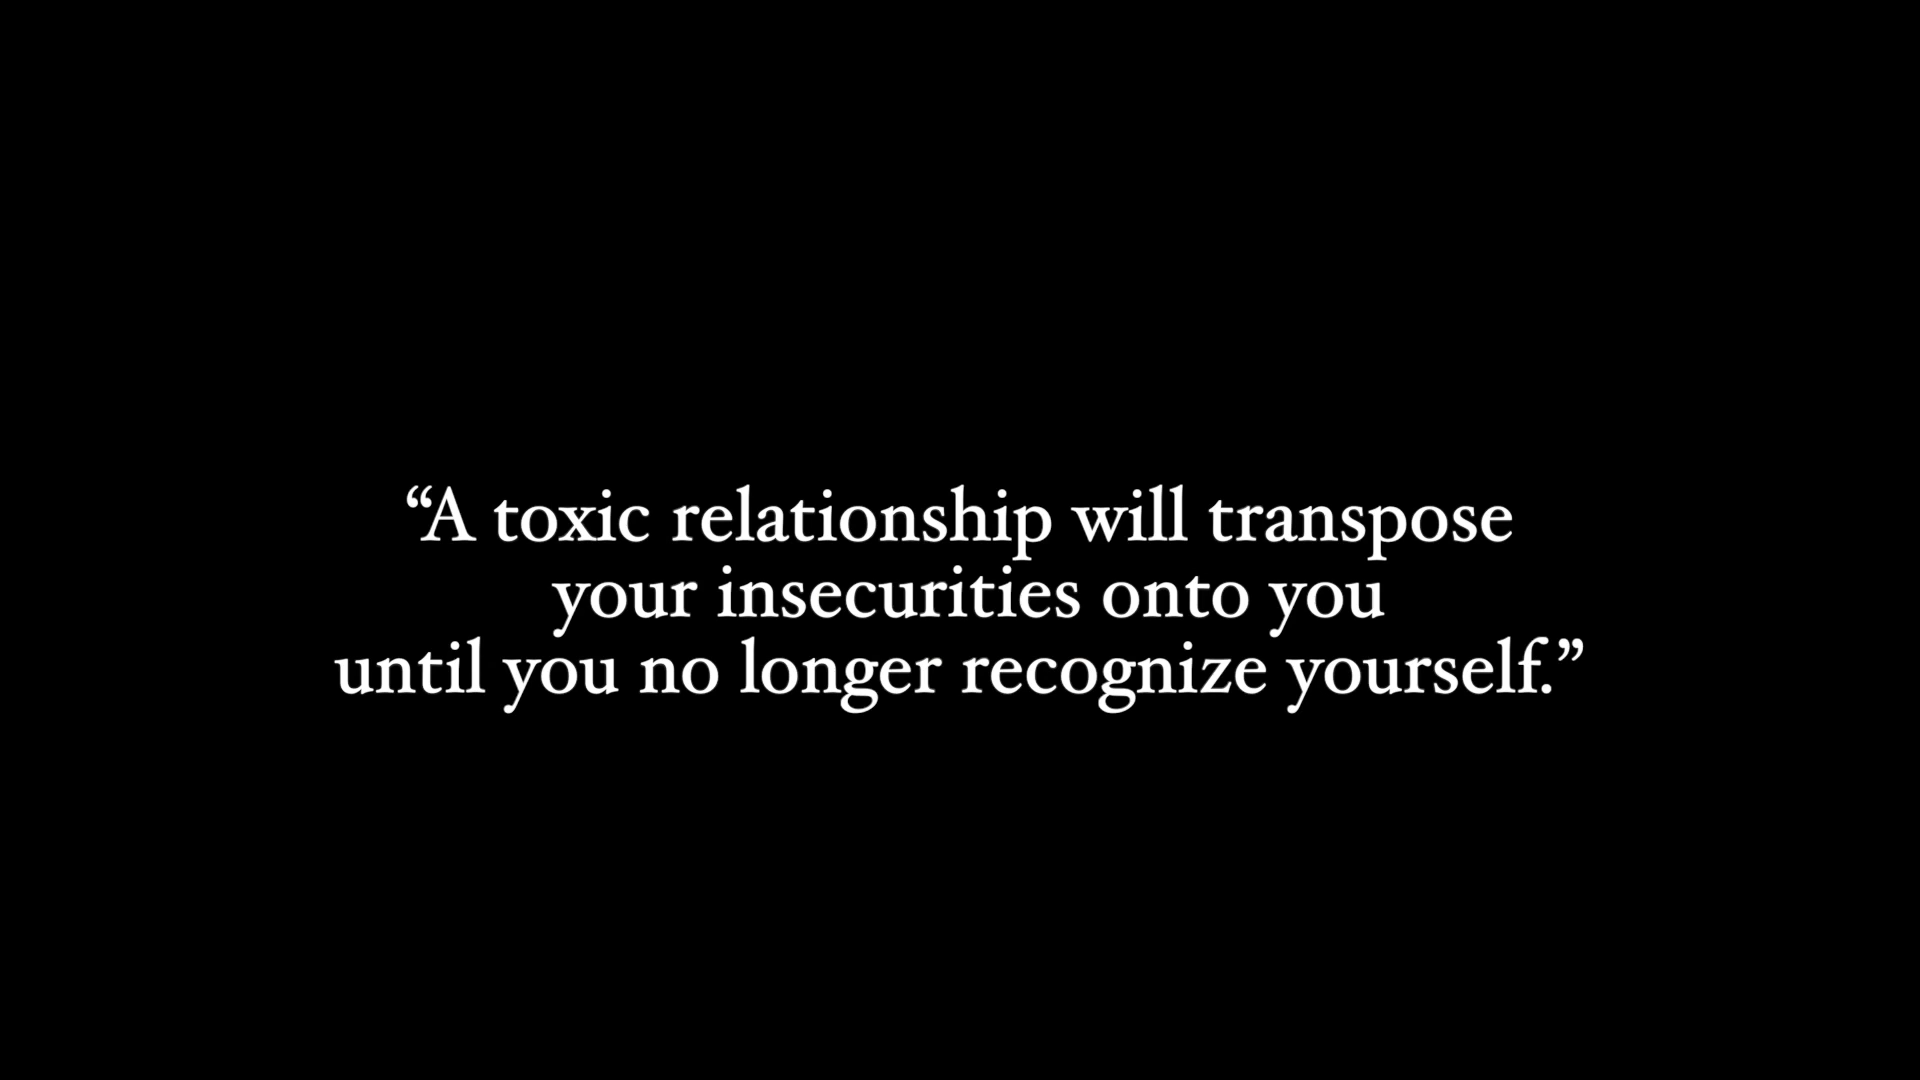 “A toxic relationship will transpose
your insecurities onto you
until you no longer recognize yourself.”